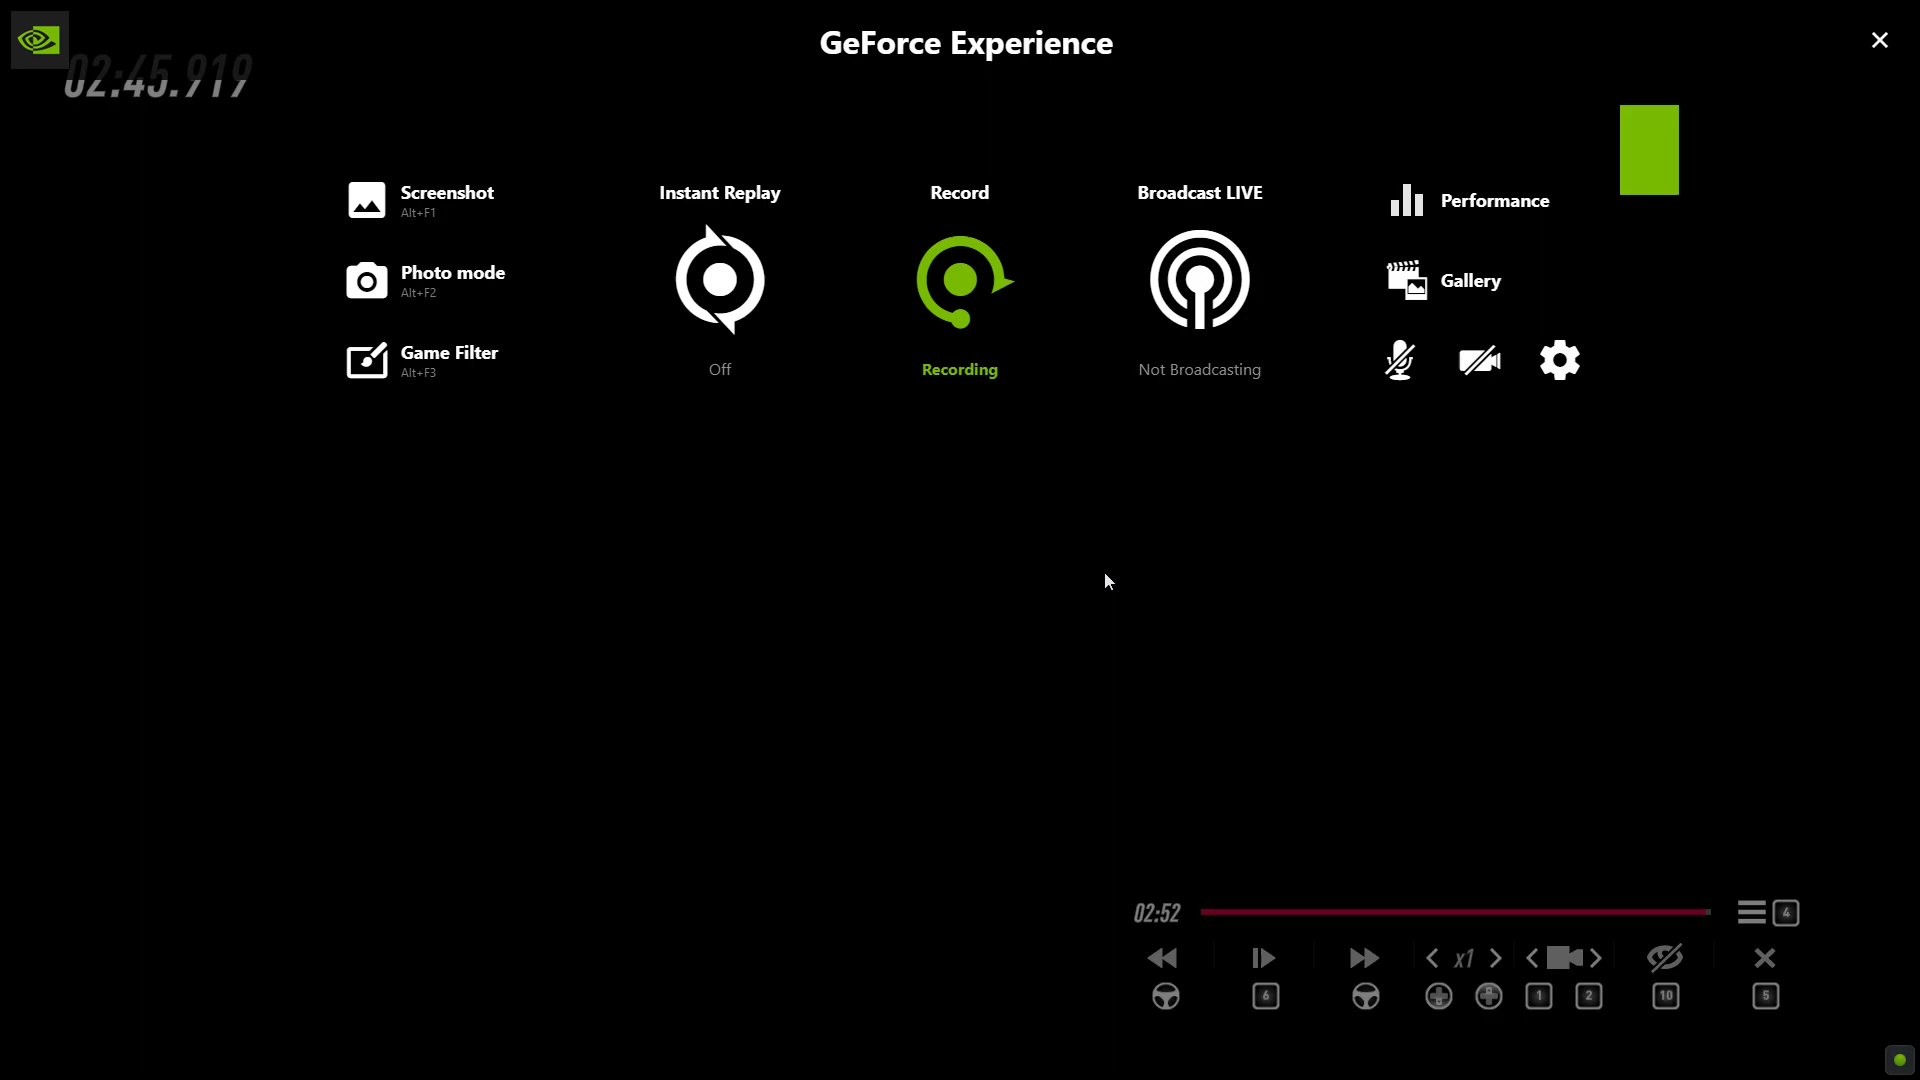 GeForce Experience
02:45.919
Screenshot
Alt+F1
Instant Replay
Record
Broadcast LIVE
Performance
Photo mode
Alt+F2
Gallery
Game Filter
Alt+F3
Off
Recording
Not Broadcasting
02:52
4
x1
6
1
2
10
5